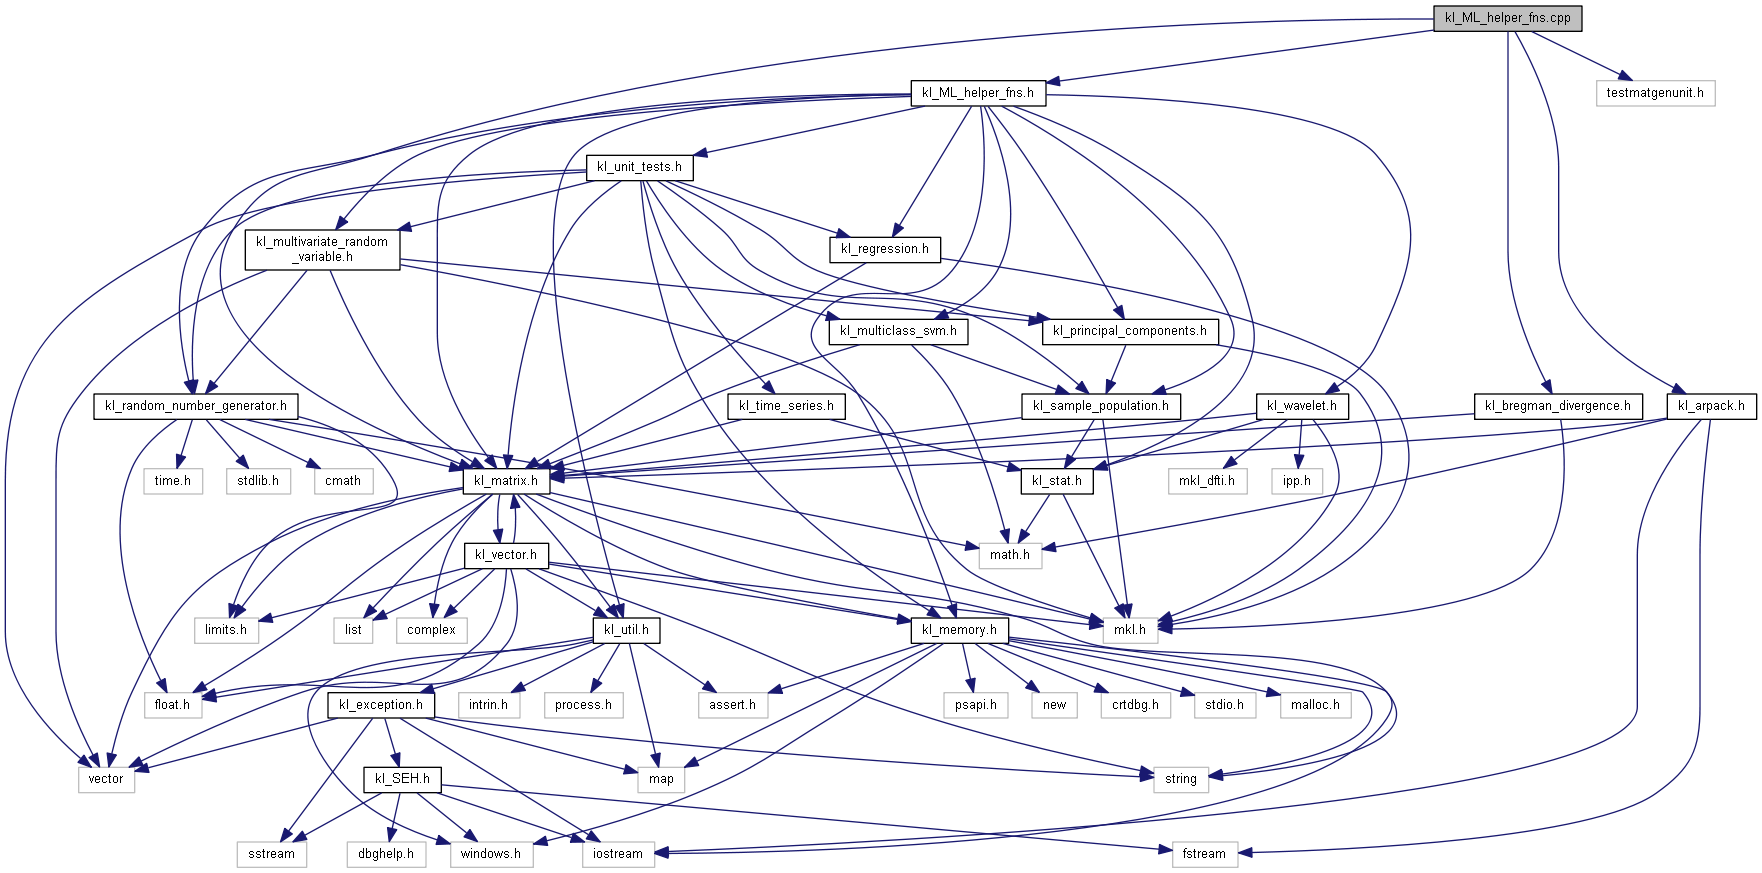 kl_ML_helper_fns.cpp
kl_ML_helper_fns.h
testmatgenunit.h
kl_unit_tests.h
kl_multivariate_random
_variable.h
kl_regression.h
kl_multiclass_svm.h
kl_principal_components.h
kl_random_number_generator.h
kl_time_series.h
kl_sample_population.h
kl_wavelet.h
kl_bregman_divergence.h
kl_arpack.h
time.h
stdlib.h
cmath
kl_matrix.h
kl_stat.h
mkl_dfti.h
ipp.h
kl_vector.h
math.h
limits.h
list
complex
kl_util.h
kl_memory.h
mkl.h
float.h
kl_exception.h
intrin.h
process.h
assert.h
psapi.h
new
crtdbg.h
stdio.h
malloc.h
vector
kl_SEH.h
map
string
sstream
dbghelp.h
windows.h
iostream
fstream